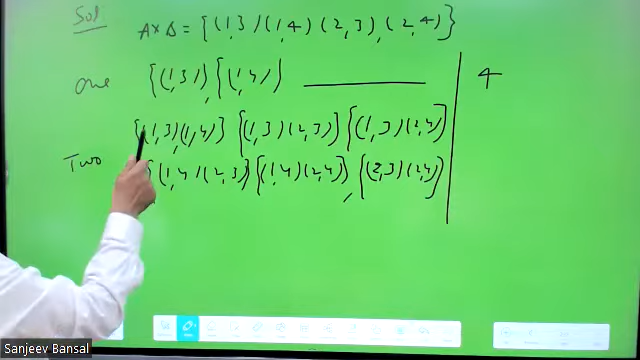 Sol
A×B = {(1,3)(1,4)(2,3),(2,4)}
One {(1,3)},{(1,4)} 4
{(1,3)(1,4)} {(1,3)(2,3)} {(1,3)(2,4)}
Two {(1,4)(2,3)} {(1,4)(2,4)}, {(2,3)(2,4)}
Sanjeev Bansal